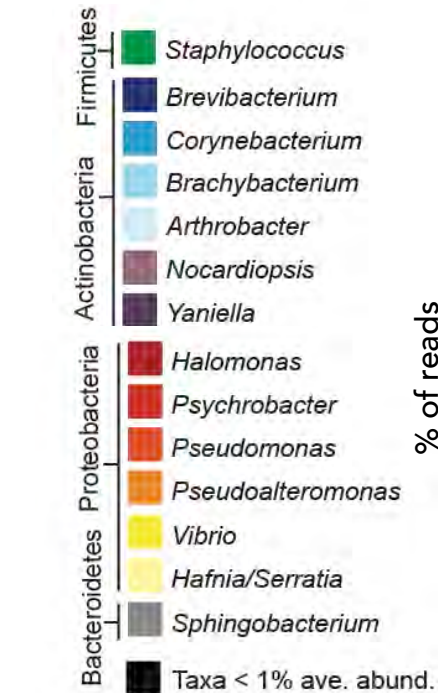 Firmicutes
Staphylococcus
Actinobacteria
Brevibacterium
Corynebacterium
Brachybacterium
Arthrobacter
Nocardiopsis
Yaniella
Proteobacteria
Halomonas
Psychrobacter
Pseudomonas
Pseudoalteromonas
Vibrio
Hafnia/Serratia
Bacteroidetes
Sphingobacterium
Taxa < 1% ave. abund.
% of reads